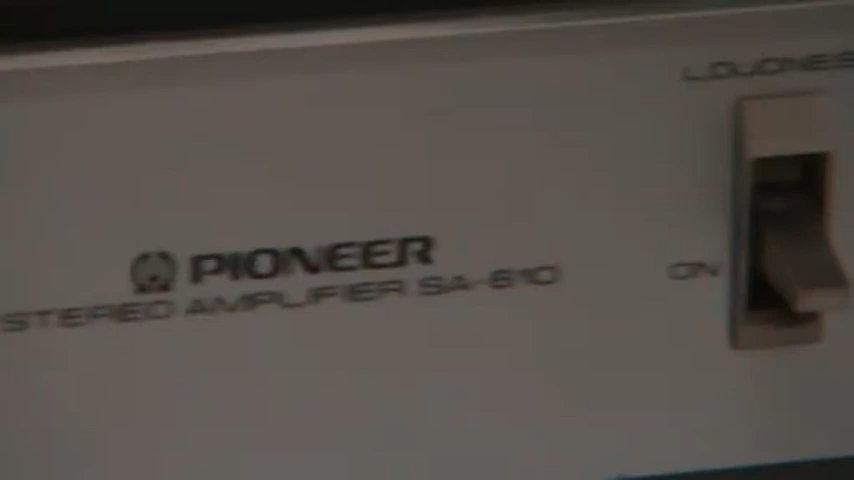 LOUDNESS
PIONEER
STEREO AMPLIFIER SA-610
ON